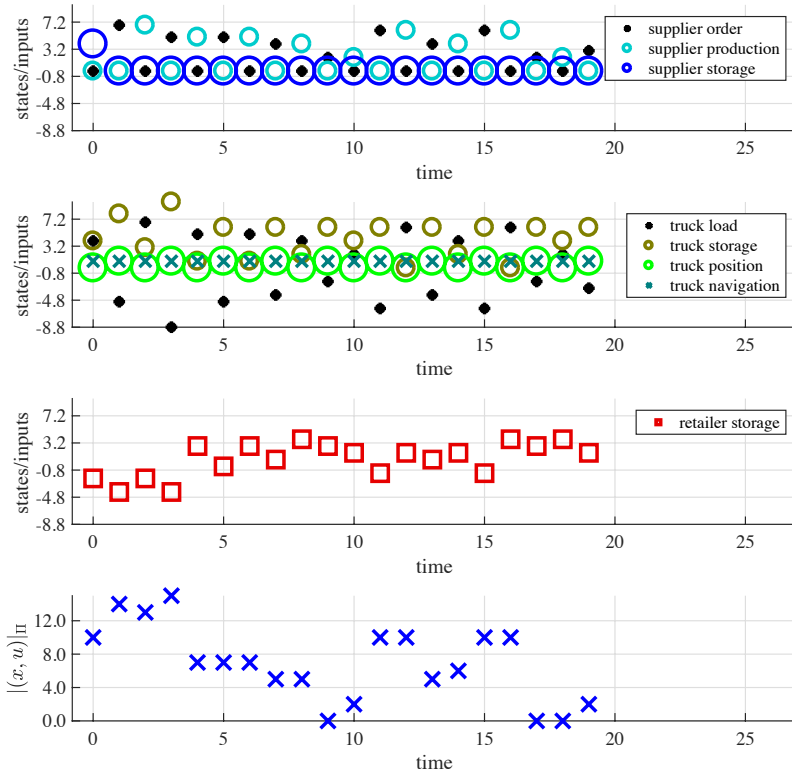 states/inputs
7.2
3.2
-0.8
-4.8
-8.8
0 5 10 15 20 25
time
supplier order
supplier production
supplier storage
states/inputs
7.2
3.2
-0.8
-4.8
-8.8
0 5 10 15 20 25
time
truck load
truck storage
truck position
truck navigation
states/inputs
7.2
3.2
-0.8
-4.8
-8.8
0 5 10 15 20 25
time
retailer storage
|(x, u)|Π
12.0
8.0
4.0
0.0
0 5 10 15 20 25
time